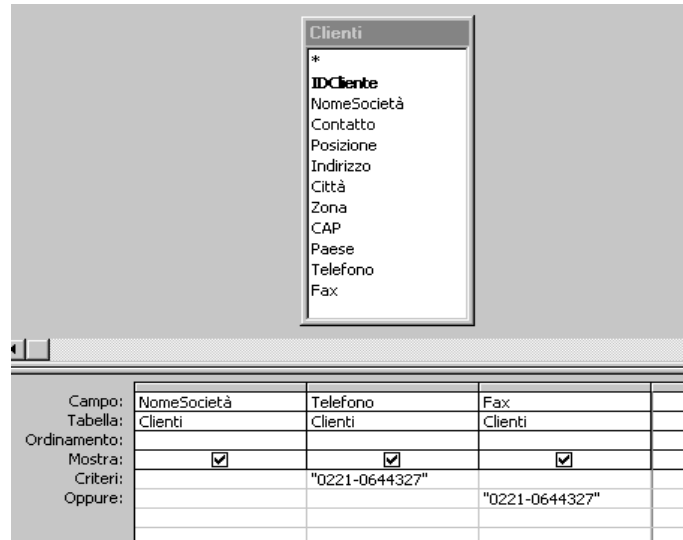 Clienti
*
IDCliente
NomeSocietà
Contatto
Posizione
Indirizzo
Città
Zona
CAP
Paese
Telefono
Fax
Campo: NomeSocietà Telefono Fax
Tabella: Clienti Clienti Clienti
Ordinamento:
Mostra:
Criteri: "0221-0644327"
Oppure: "0221-0644327"